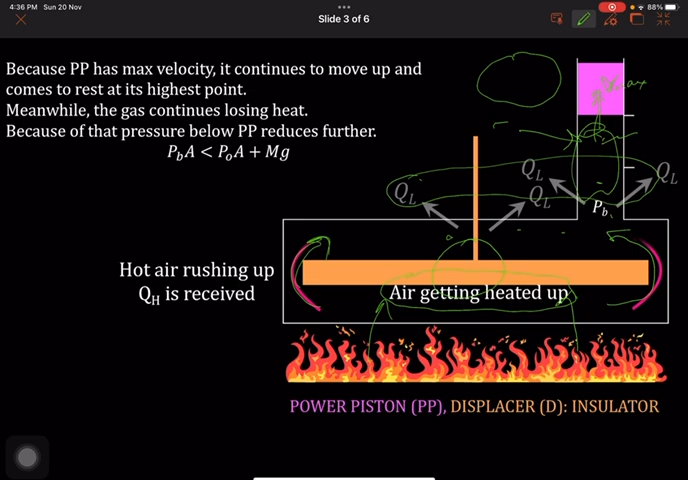 4:36 PM Sun 20 Nov
88%
Slide 3 of 6
Because PP has max velocity, it continues to move up and
comes to rest at its highest point.
Meanwhile, the gas continues losing heat.
Because of that pressure below PP reduces further.
P_bA < P_oA + Mg
Q_L
Q_L
Q_L
Q_L
P_b
Hot air rushing up
Q_H is received
Air getting heated up
POWER PISTON (PP), DISPLACER (D): INSULATOR